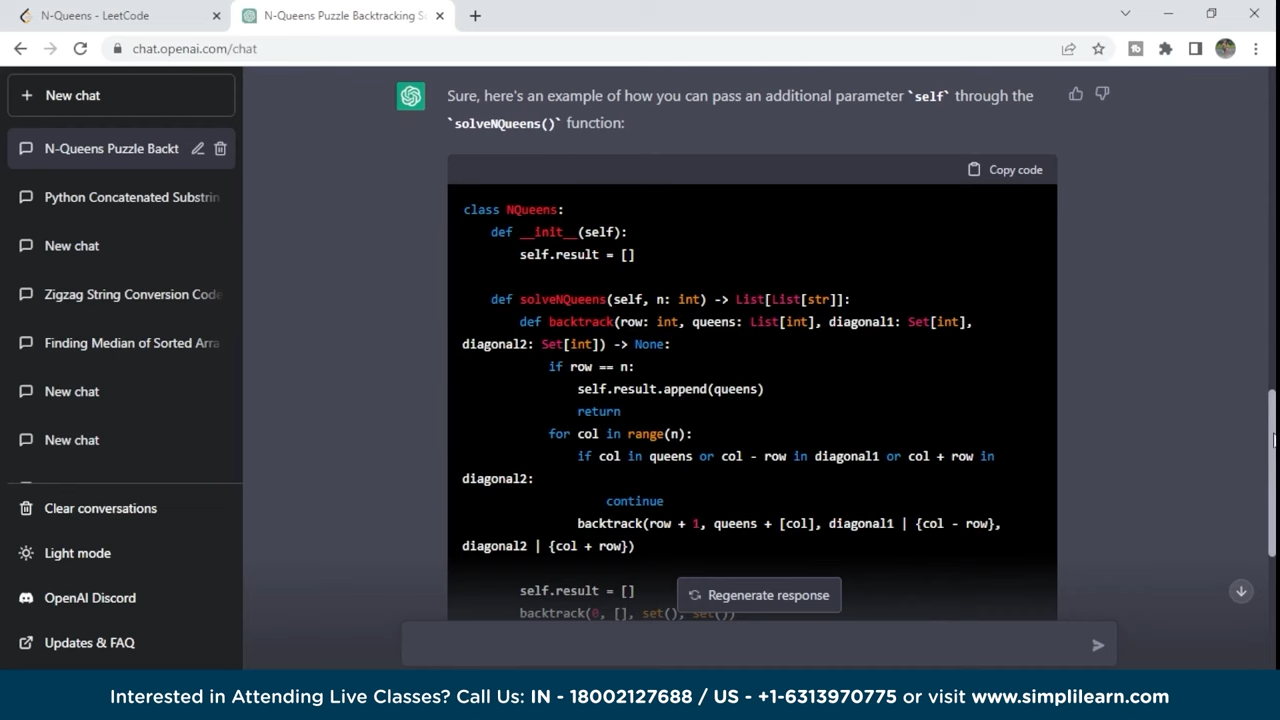 N-Queens - LeetCode
N-Queens Puzzle Backtracking S
chat.openai.com/chat
New chat
N-Queens Puzzle Backt
Python Concatenated Substrin
New chat
Zigzag String Conversion Code
Finding Median of Sorted Arra
New chat
New chat
Clear conversations
Light mode
OpenAI Discord
Updates & FAQ
Sure, here's an example of how you can pass an additional parameter `self` through the
`solveNQueens()` function:
Copy code
class NQueens:
    def __init__(self):
        self.result = []
    def solveNQueens(self, n: int) -> List[List[str]]:
        def backtrack(row: int, queens: List[int], diagonal1: Set[int],
diagonal2: Set[int]) -> None:
            if row == n:
                self.result.append(queens)
                return
            for col in range(n):
                if col in queens or col - row in diagonal1 or col + row in
diagonal2:
                    continue
                backtrack(row + 1, queens + [col], diagonal1 | {col - row},
diagonal2 | {col + row})
        self.result = []
        backtrack(0, [], set(), set())
Regenerate response
Interested in Attending Live Classes? Call Us: IN - 18002127688 / US - +1-6313970775 or visit www.simplilearn.com